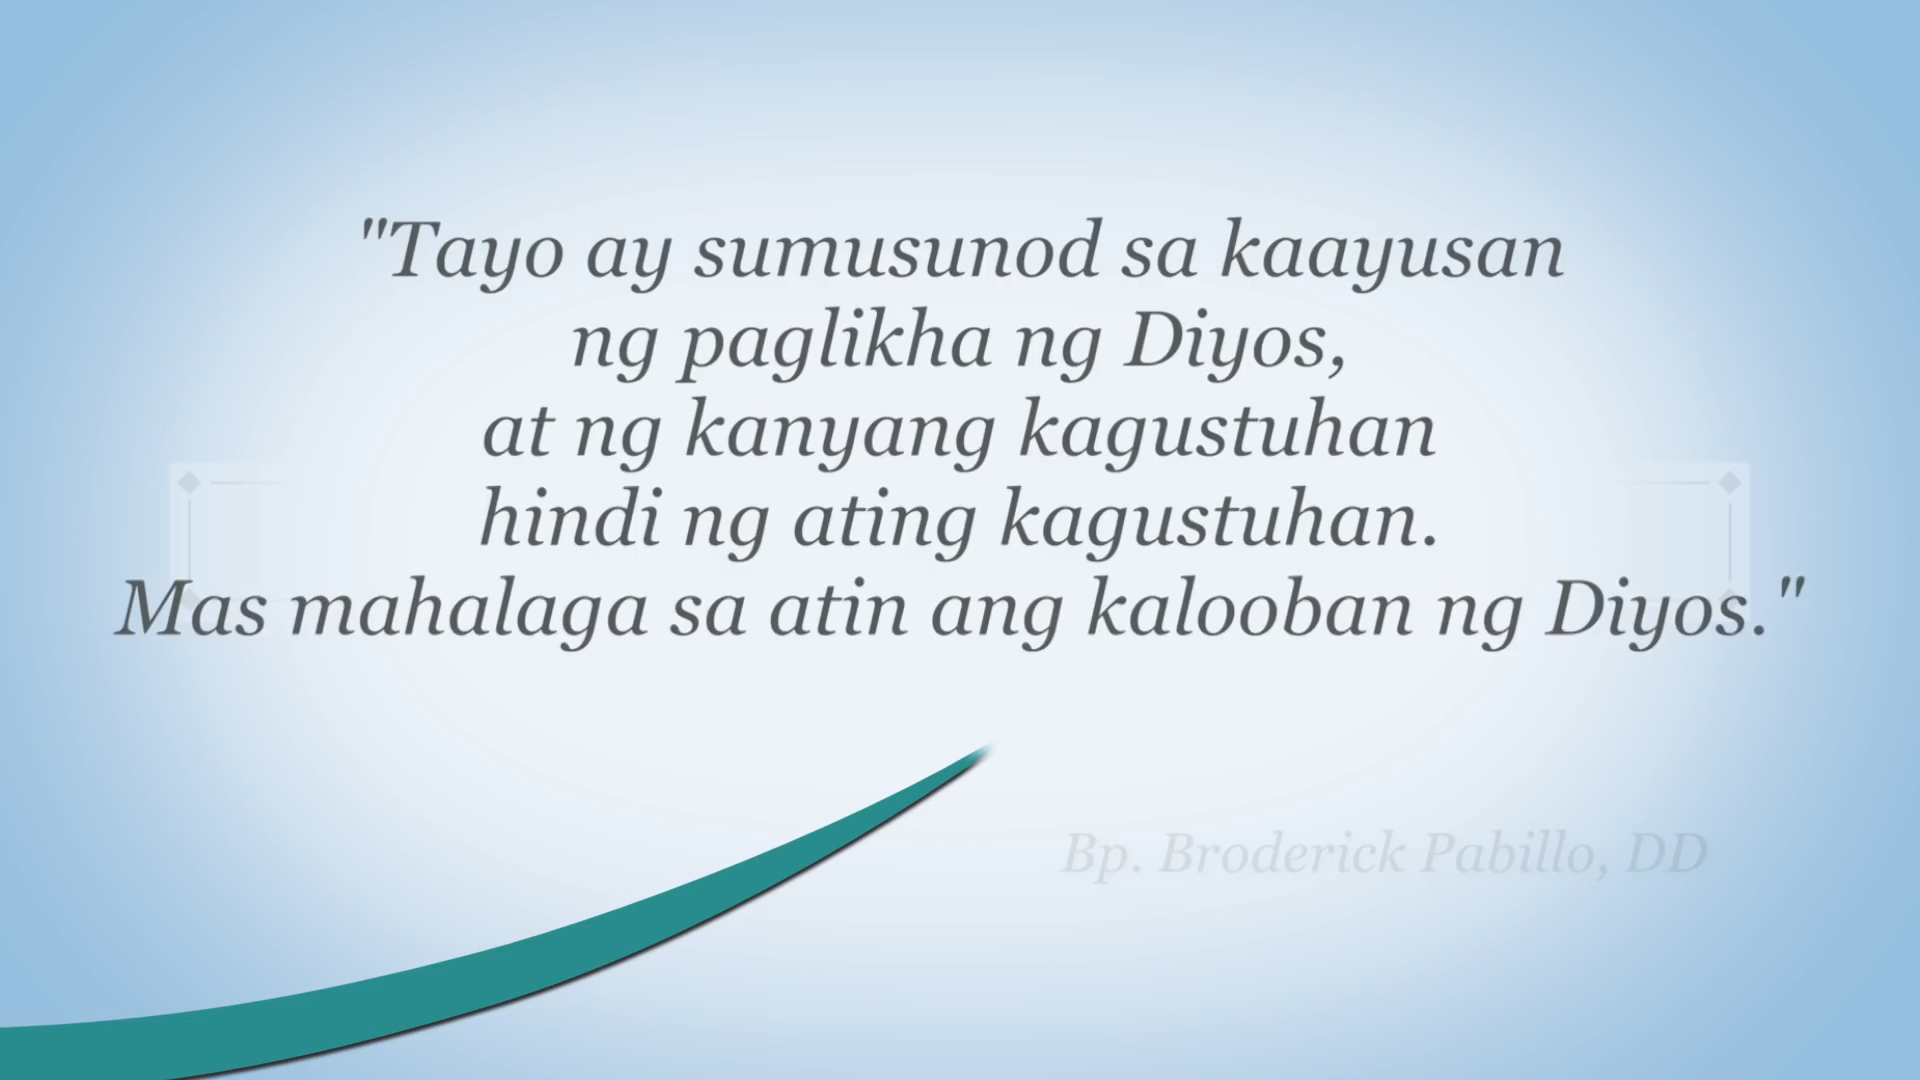 "Tayo ay sumusunod sa kaayusan
ng paglikha ng Diyos,
at ng kanyang kagustuhan
hindi ng ating kagustuhan.
Mas mahalaga sa atin ang kalooban ng Diyos."
Bp. Broderick Pabillo, DD